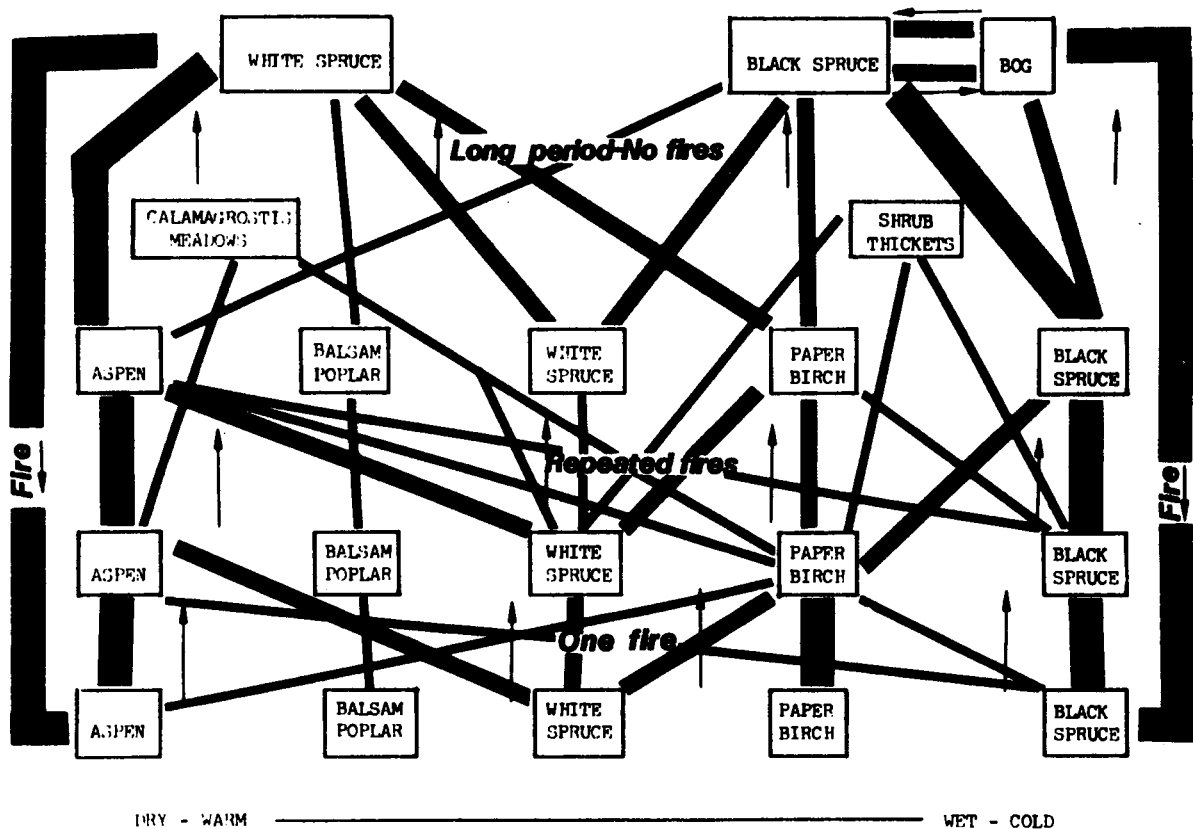 WHITE SPRUCE
BLACK SPRUCE
BOG
Long period-No fires
CALAMAGROSTIS
MEADOWS
SHRUB
THICKETS
ASPEN
BALSAM
POPLAR
WHITE
SPRUCE
PAPER
BIRCH
BLACK
SPRUCE
Fire
Repeated fires
Fire
ASPEN
BALSAM
POPLAR
WHITE
SPRUCE
PAPER
BIRCH
BLACK
SPRUCE
One fire
ASPEN
BALSAM
POPLAR
WHITE
SPRUCE
PAPER
BIRCH
BLACK
SPRUCE
DRY - WARM
WET - COLD